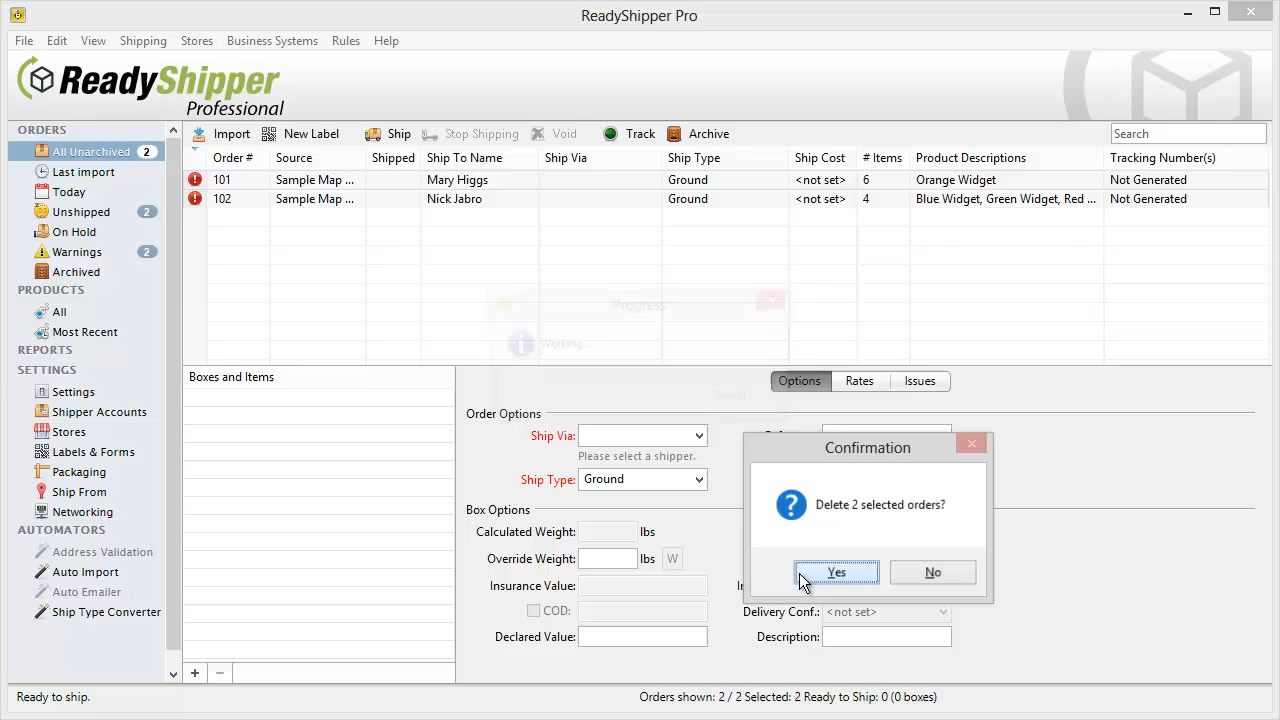 ReadyShipper Pro
File Edit View Shipping Stores Business Systems Rules Help
ReadyShipper
Professional
ORDERS
All Unarchived 2
Last import
Today
Unshipped 2
On Hold
Warnings 2
Archived
PRODUCTS
All
Most Recent
REPORTS
SETTINGS
Settings
Shipper Accounts
Stores
Labels & Forms
Packaging
Ship From
Networking
AUTOMATORS
Address Validation
Auto Import
Auto Emailer
Ship Type Converter
Import New Label Ship Stop Shipping Void Track Archive Search
Order # Source Shipped Ship To Name Ship Via Ship Type Ship Cost # Items Product Descriptions Tracking Number(s)
101 Sample Map ... Mary Higgs Ground <not set> 6 Orange Widget Not Generated
102 Sample Map ... Nick Jabro Ground <not set> 4 Blue Widget, Green Widget, Red ... Not Generated
Progress
Working...
Boxes and Items
Options Rates Issues
Order Options
Ship Via:
Please select a shipper.
Ship Type: Ground
Box Options
Calculated Weight: lbs
Override Weight: lbs W
Insurance Value:
COD:
Delivery Conf.: <not set>
Declared Value:
Description:
Confirmation
Delete 2 selected orders?
Yes No
+ −
Ready to ship.
Orders shown: 2 / 2 Selected: 2 Ready to Ship: 0 (0 boxes)